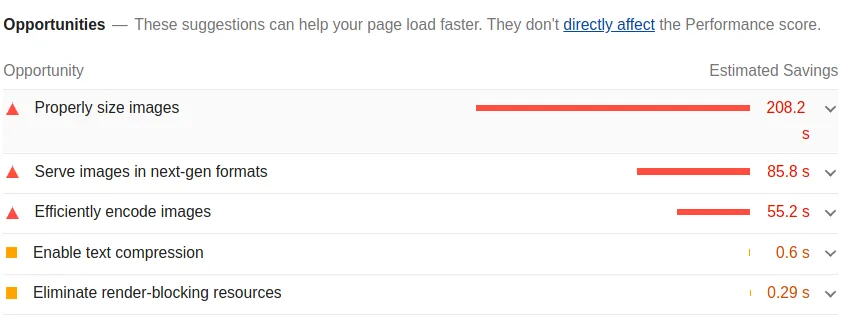 Opportunities — These suggestions can help your page load faster. They don't directly affect the Performance score.
Opportunity Estimated Savings
Properly size images 208.2
s
Serve images in next-gen formats 85.8 s
Efficiently encode images 55.2 s
Enable text compression 0.6 s
Eliminate render-blocking resources 0.29 s